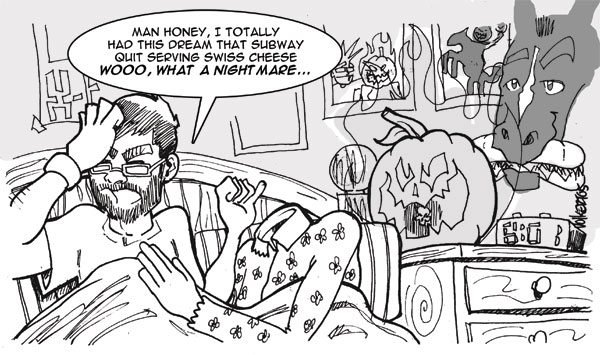 MAN HONEY, I TOTALLY
HAD THIS DREAM THAT SUBWAY
QUIT SERVING SWISS CHEESE
WOOO, WHAT A NIGHTMARE...